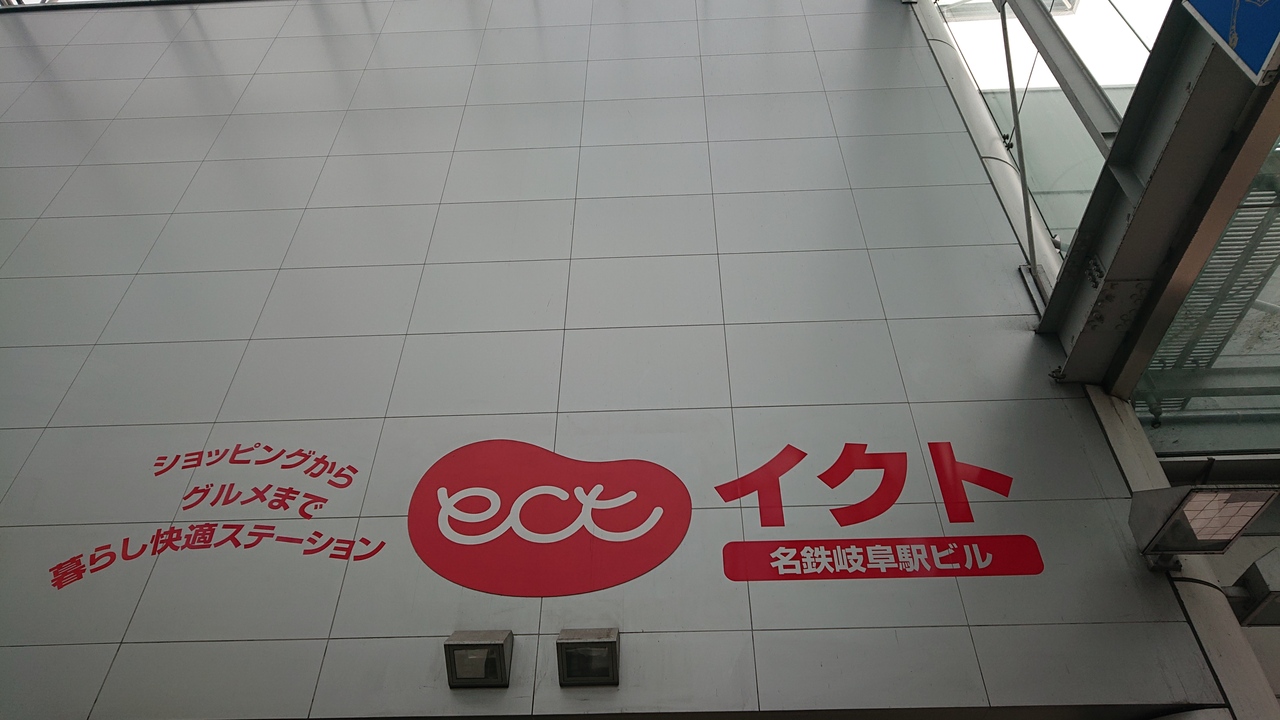 ショッピングから
グルメまで
暮らし快適ステーション
ect
イクト
名鉄岐阜駅ビル